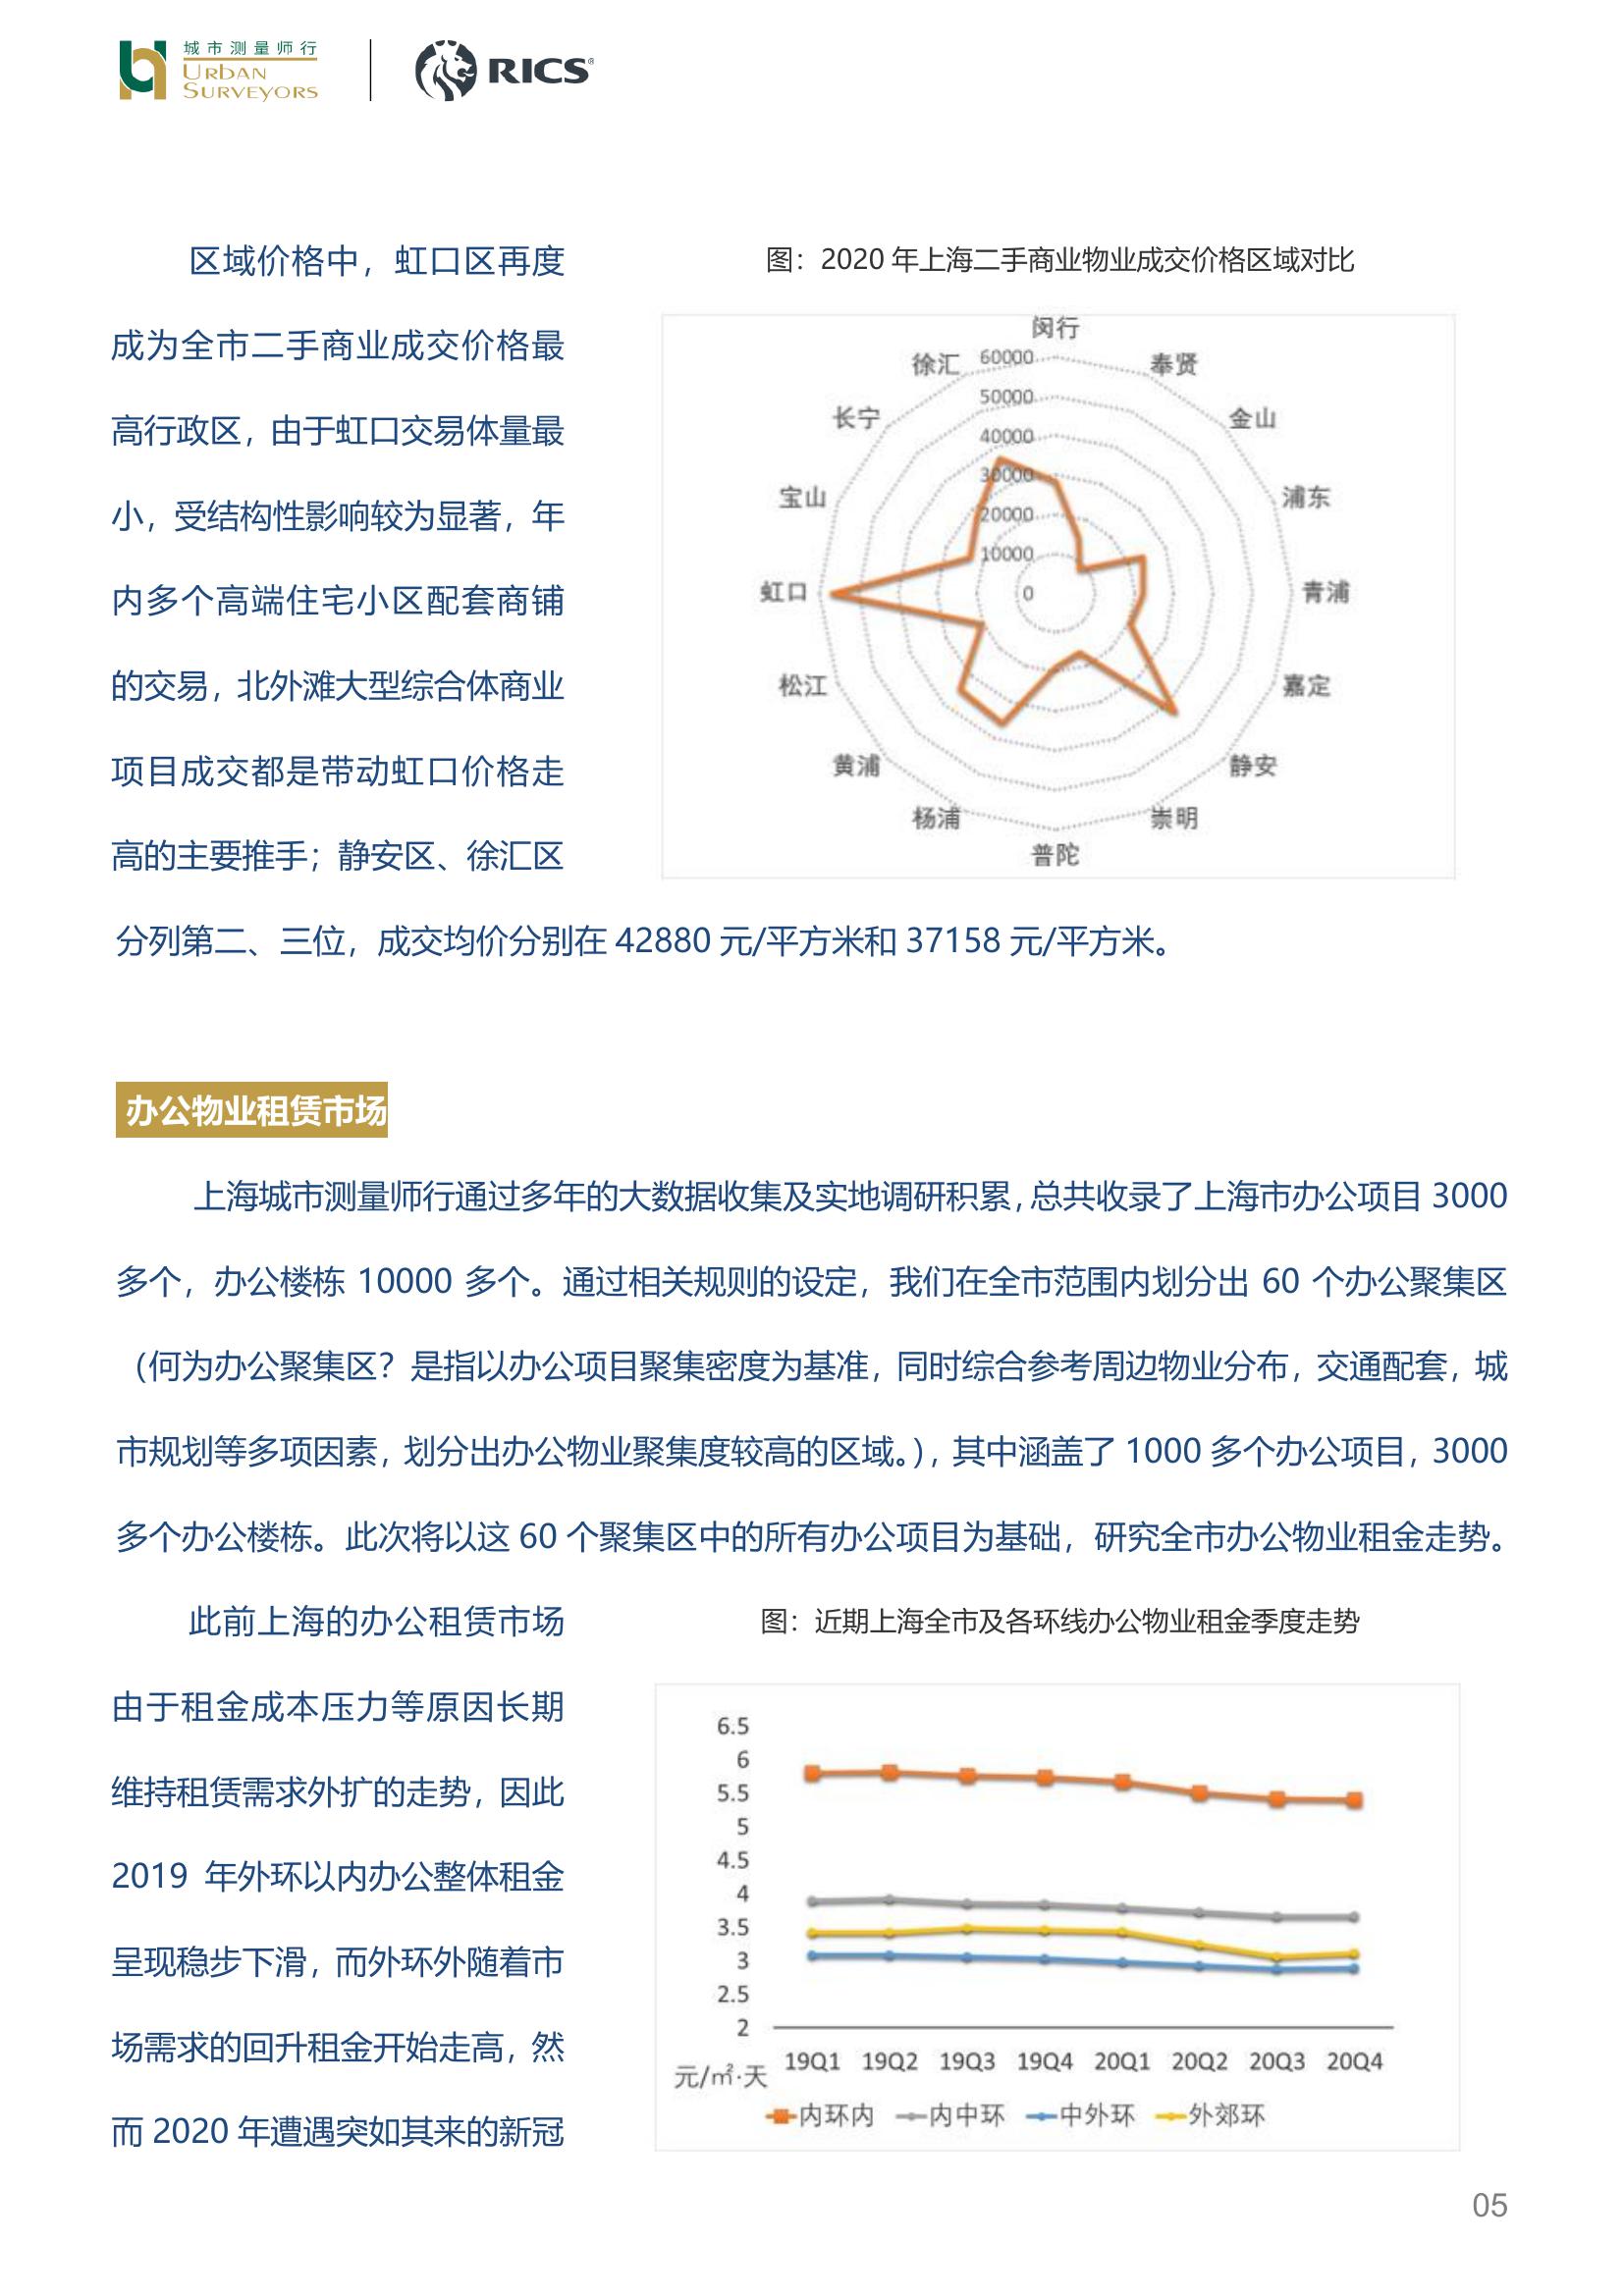 城市测量师行
URBAN
SURVEYORS
RICS®
区域价格中，虹口区再度
成为全市二手商业成交价格最
高行政区，由于虹口交易体量最
小，受结构性影响较为显著，年
内多个高端住宅小区配套商铺
的交易，北外滩大型综合体商业
项目成交都是带动虹口价格走
高的主要推手；静安区、徐汇区
分列第二、三位，成交均价分别在 42880 元/平方米和 37158 元/平方米。
图：2020 年上海二手商业物业成交价格区域对比
闵行
奉贤
金山
浦东
青浦
嘉定
静安
崇明
普陀
杨浦
黄浦
松江
虹口
宝山
长宁
徐汇
60000
50000
40000
30000
20000
10000
0
办公物业租赁市场
上海城市测量师行通过多年的大数据收集及实地调研积累，总共收录了上海市办公项目 3000
多个，办公楼栋 10000 多个。通过相关规则的设定，我们在全市范围内划分出 60 个办公聚集区
（何为办公聚集区？是指以办公项目聚集密度为基准，同时综合参考周边物业分布，交通配套，城
市规划等多项因素，划分出办公物业聚集度较高的区域。），其中涵盖了 1000 多个办公项目，3000
多个办公楼栋。此次将以这 60 个聚集区中的所有办公项目为基础，研究全市办公物业租金走势。
此前上海的办公租赁市场
由于租金成本压力等原因长期
维持租赁需求外扩的走势，因此
2019 年外环以内办公整体租金
呈现稳步下滑，而外环外随着市
场需求的回升租金开始走高，然
而 2020 年遭遇突如其来的新冠
图：近期上海全市及各环线办公物业租金季度走势
6.5
6
5.5
5
4.5
4
3.5
3
2.5
2
元/㎡·天
19Q1 19Q2 19Q3 19Q4 20Q1 20Q2 20Q3 20Q4
内环内 内中环 中外环 外郊环
05